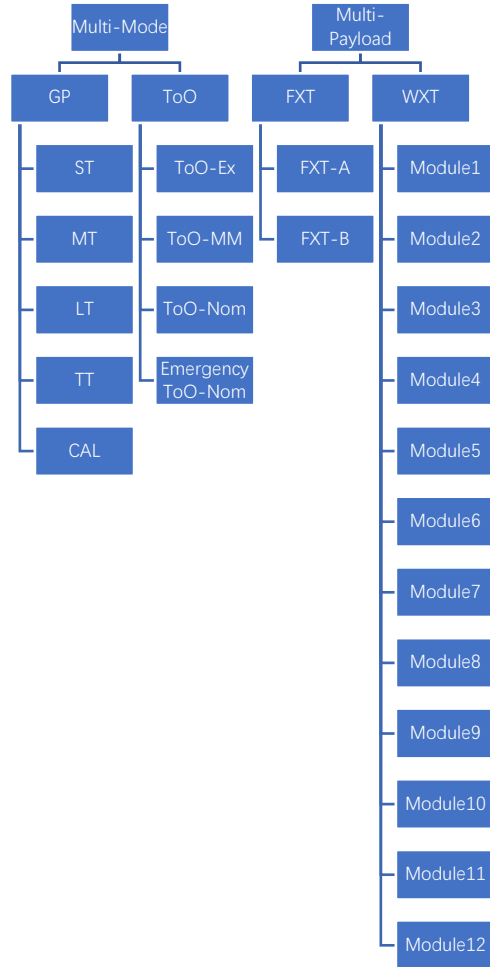 Multi-Mode
GP
ToO
ST
MT
LT
TT
CAL
ToO-Ex
ToO-MM
ToO-Nom
Emergency
ToO-Nom
Multi-
Payload
FXT
WXT
FXT-A
FXT-B
Module1
Module2
Module3
Module4
Module5
Module6
Module7
Module8
Module9
Module10
Module11
Module12